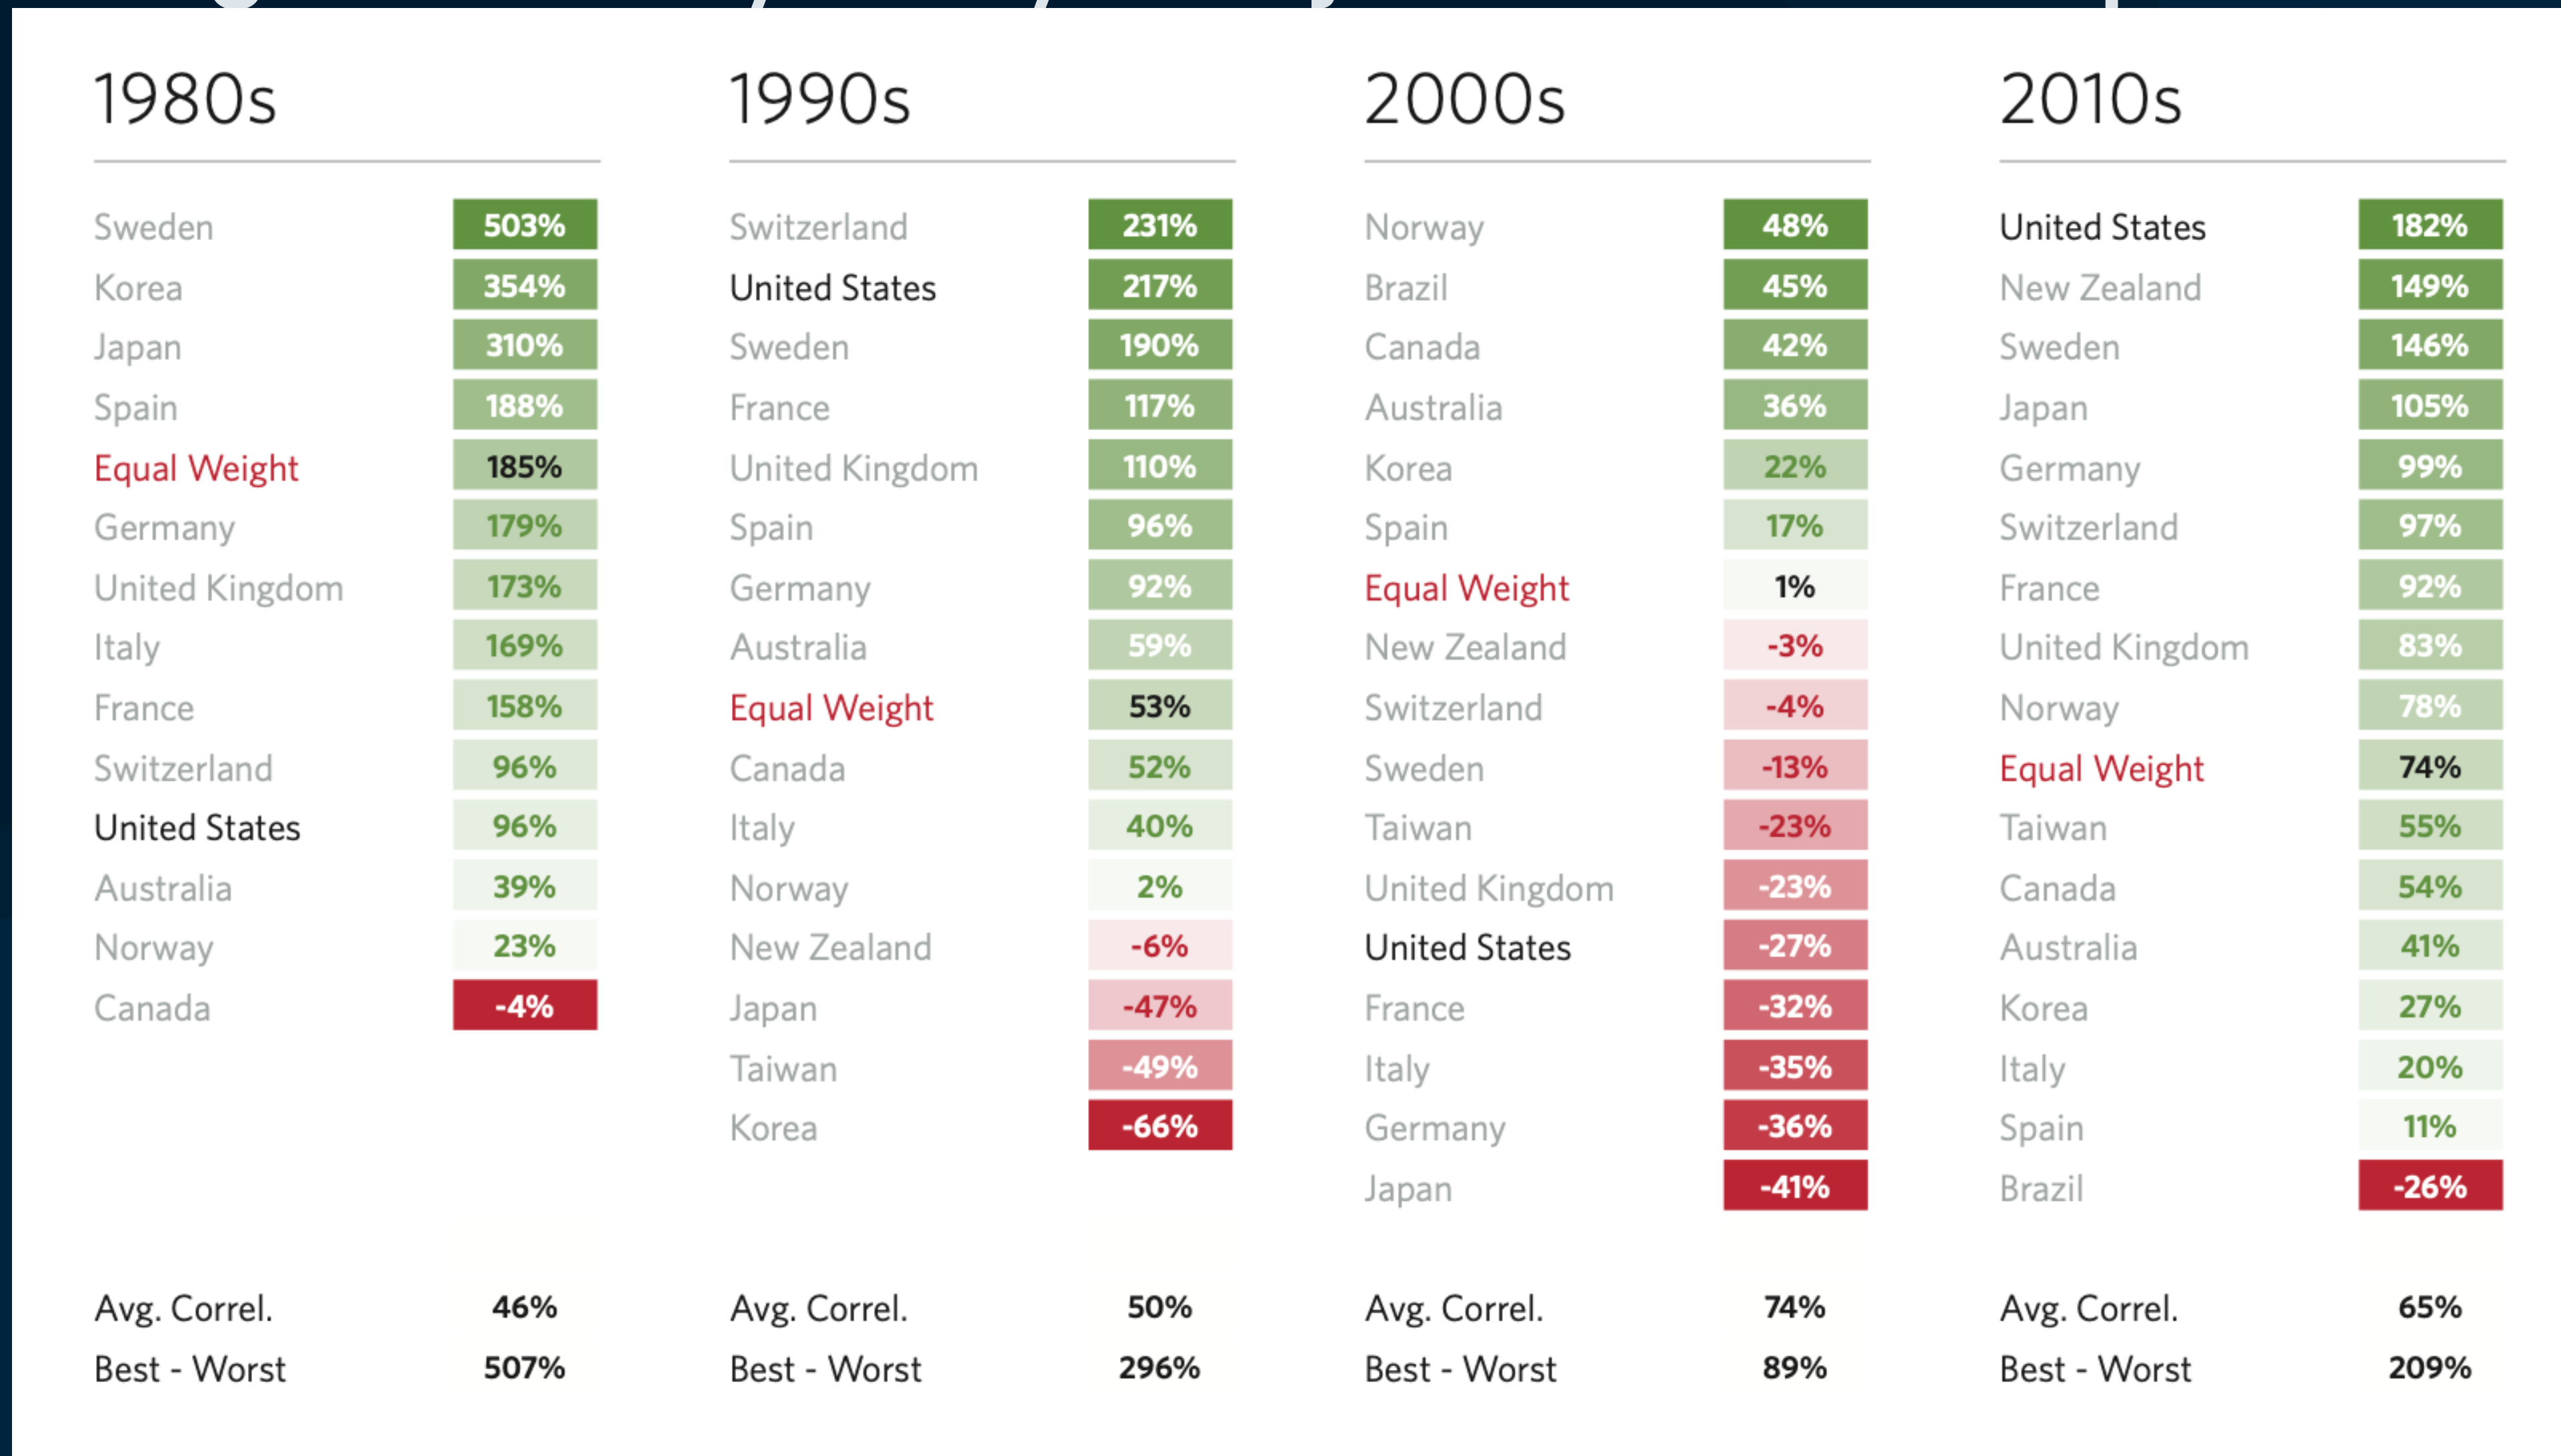 1980s
Sweden 503%
Korea 354%
Japan 310%
Spain 188%
Equal Weight 185%
Germany 179%
United Kingdom 173%
Italy 169%
France 158%
Switzerland 96%
United States 96%
Australia 39%
Norway 23%
Canada -4%
Avg. Correl. 46%
Best - Worst 507%
1990s
Switzerland 231%
United States 217%
Sweden 190%
France 117%
United Kingdom 110%
Spain 96%
Germany 92%
Australia 59%
Equal Weight 53%
Canada 52%
Italy 40%
Norway 2%
New Zealand -6%
Japan -47%
Taiwan -49%
Korea -66%
Avg. Correl. 50%
Best - Worst 296%
2000s
Norway 48%
Brazil 45%
Canada 42%
Australia 36%
Korea 22%
Spain 17%
Equal Weight 1%
New Zealand -3%
Switzerland -4%
Sweden -13%
Taiwan -23%
United Kingdom -23%
United States -27%
France -32%
Italy -35%
Germany -36%
Japan -41%
Avg. Correl. 74%
Best - Worst 89%
2010s
United States 182%
New Zealand 149%
Sweden 146%
Japan 105%
Germany 99%
Switzerland 97%
France 92%
United Kingdom 83%
Norway 78%
Equal Weight 74%
Taiwan 55%
Canada 54%
Australia 41%
Korea 27%
Italy 20%
Spain 11%
Brazil -26%
Avg. Correl. 65%
Best - Worst 209%